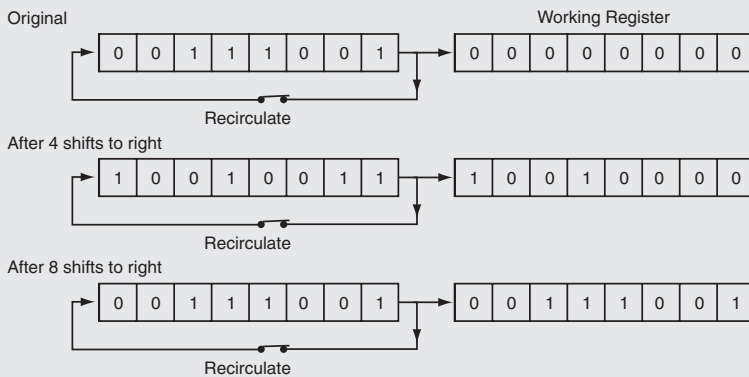 Original Working Register
0 0 1 1 1 0 0 1 0 0 0 0 0 0 0 0
Recirculate
After 4 shifts to right
1 0 0 1 0 0 1 1 1 0 0 1 0 0 0 0
Recirculate
After 8 shifts to right
0 0 1 1 1 0 0 1 0 0 1 1 1 0 0 1
Recirculate